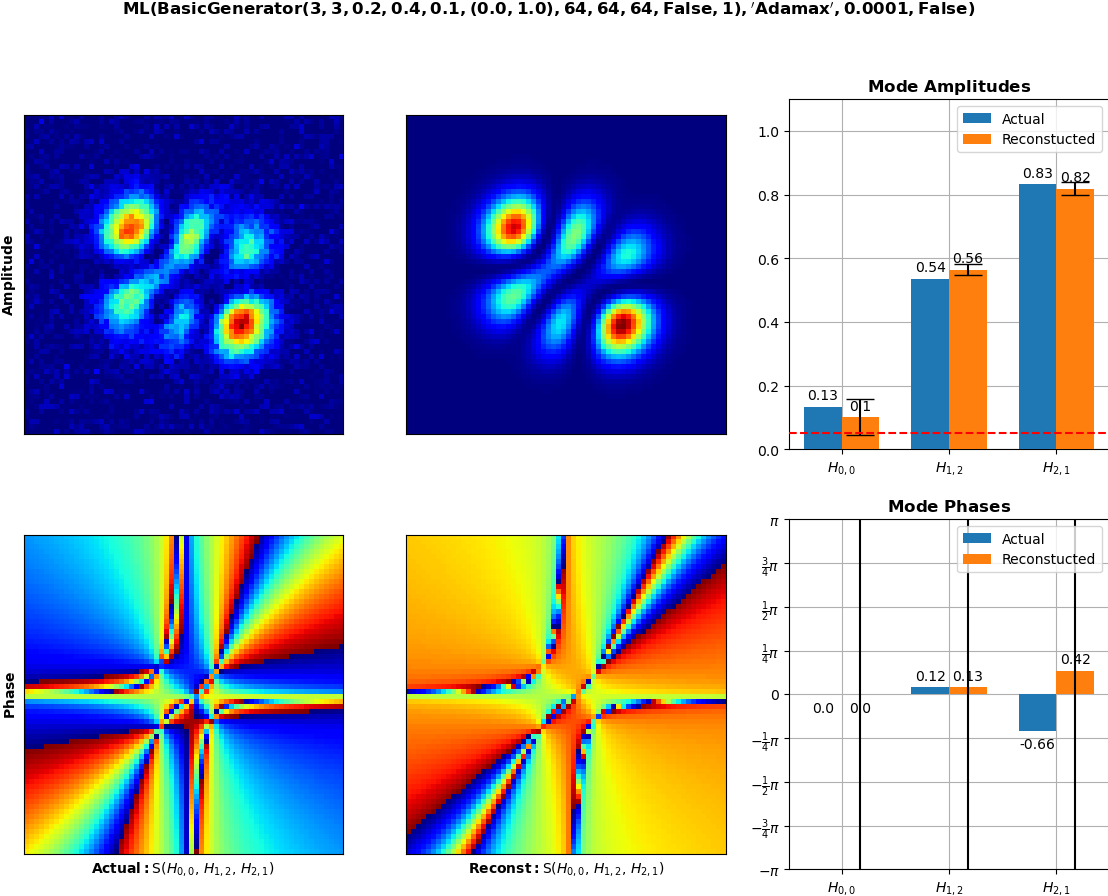 ML(BasicGenerator(3, 3, 0.2, 0.4, 0.1, (0.0, 1.0), 64, 64, 64, False, 1), 'Adamax', 0.0001, False)
Amplitude
Mode Amplitudes
Actual
Reconstucted
1.0
0.8
0.6
0.4
0.2
0.0
0.13
0.1
0.54
0.56
0.83
0.82
H₀,₀
H₁,₂
H₂,₁
Phase
Actual: S(H₀,₀, H₁,₂, H₂,₁)
Reconst: S(H₀,₀, H₁,₂, H₂,₁)
Mode Phases
Actual
Reconstucted
π
3/4π
1/2π
1/4π
0
−1/4π
−1/2π
−3/4π
−π
0.0
0.0
0.12
0.13
-0.66
0.42
H₀,₀
H₁,₂
H₂,₁